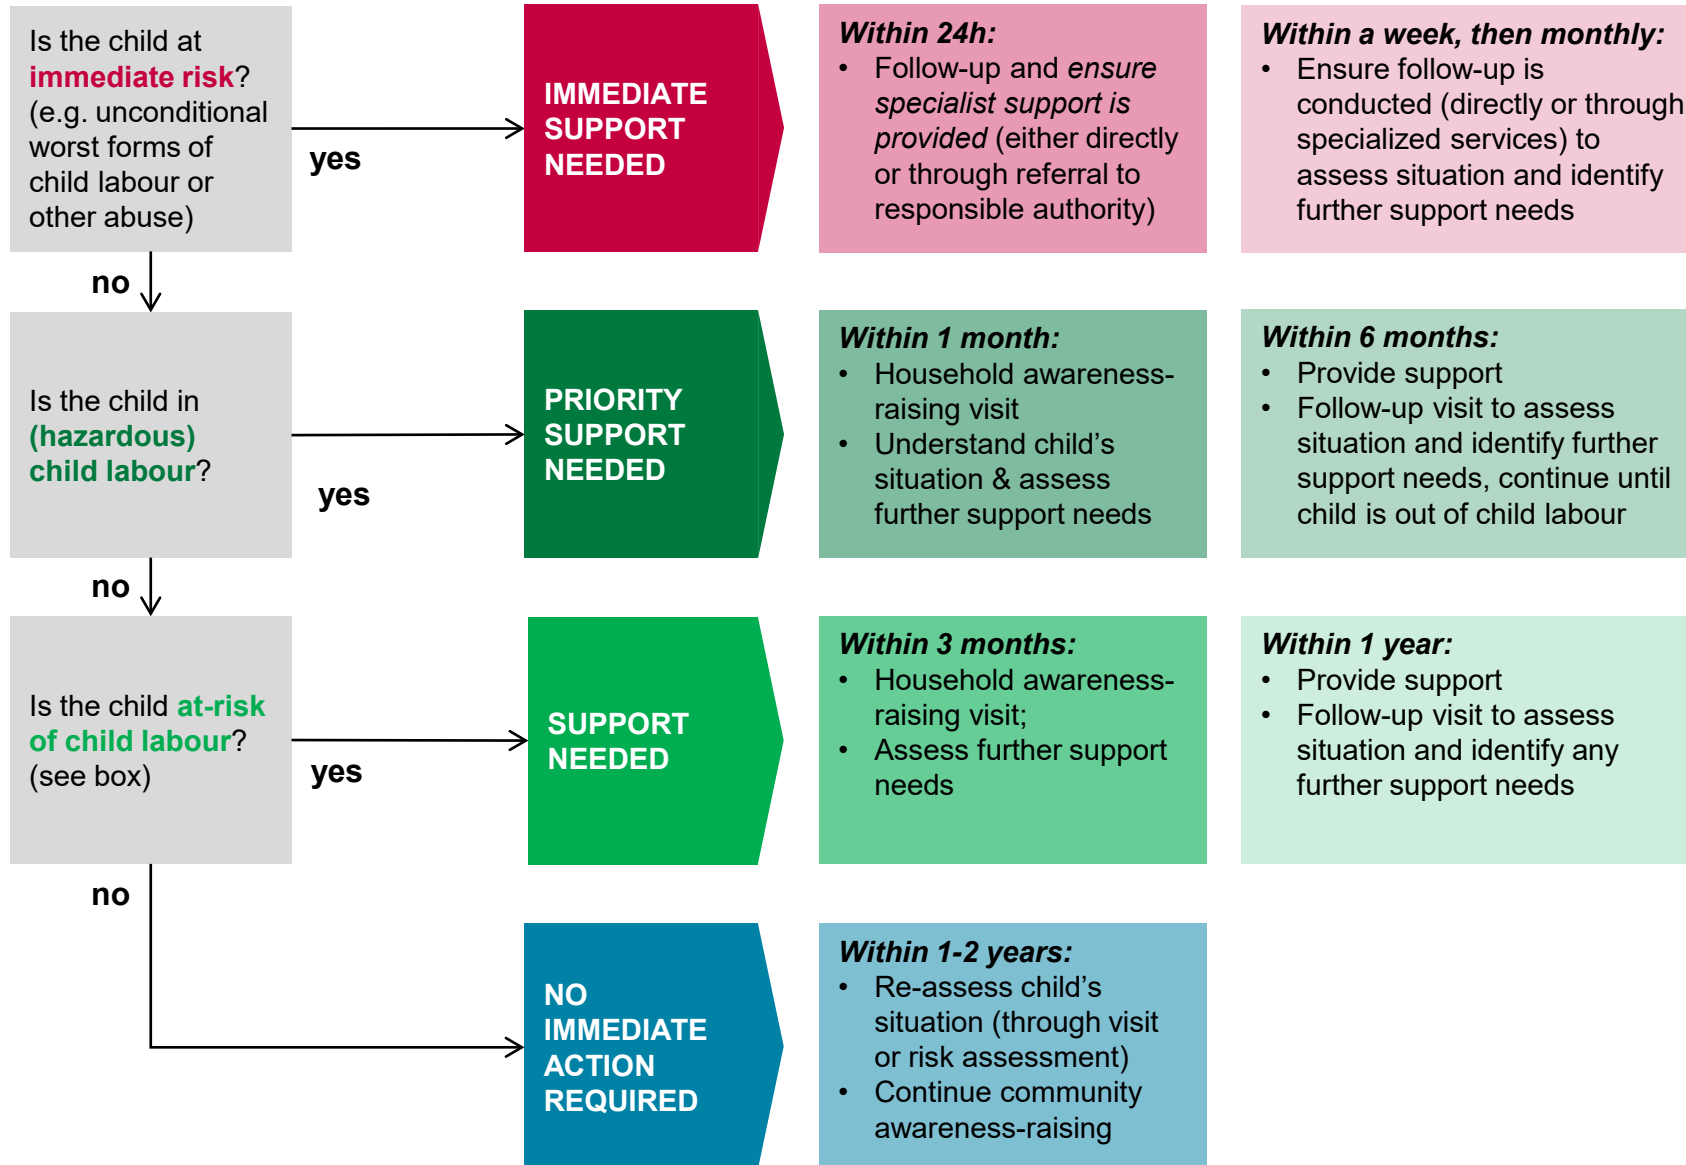 Is the child at
immediate risk?
(e.g. unconditional
worst forms of
child labour or
other abuse)
yes
IMMEDIATE
SUPPORT
NEEDED
Within 24h:
• Follow-up and ensure
specialist support is
provided (either directly
or through referral to
responsible authority)
Within a week, then monthly:
• Ensure follow-up is
conducted (directly or through
specialized services) to
assess situation and identify
further support needs
no
Is the child in
(hazardous)
child labour?
yes
PRIORITY
SUPPORT
NEEDED
Within 1 month:
• Household awareness-
raising visit
• Understand child’s
situation & assess
further support needs
Within 6 months:
• Provide support
• Follow-up visit to assess
situation and identify further
support needs, continue until
child is out of child labour
no
Is the child at-risk
of child labour?
(see box)
yes
SUPPORT
NEEDED
Within 3 months:
• Household awareness-
raising visit;
• Assess further support
needs
Within 1 year:
• Provide support
• Follow-up visit to assess
situation and identify any
further support needs
no
NO
IMMEDIATE
ACTION
REQUIRED
Within 1-2 years:
• Re-assess child’s
situation (through visit
or risk assessment)
• Continue community
awareness-raising